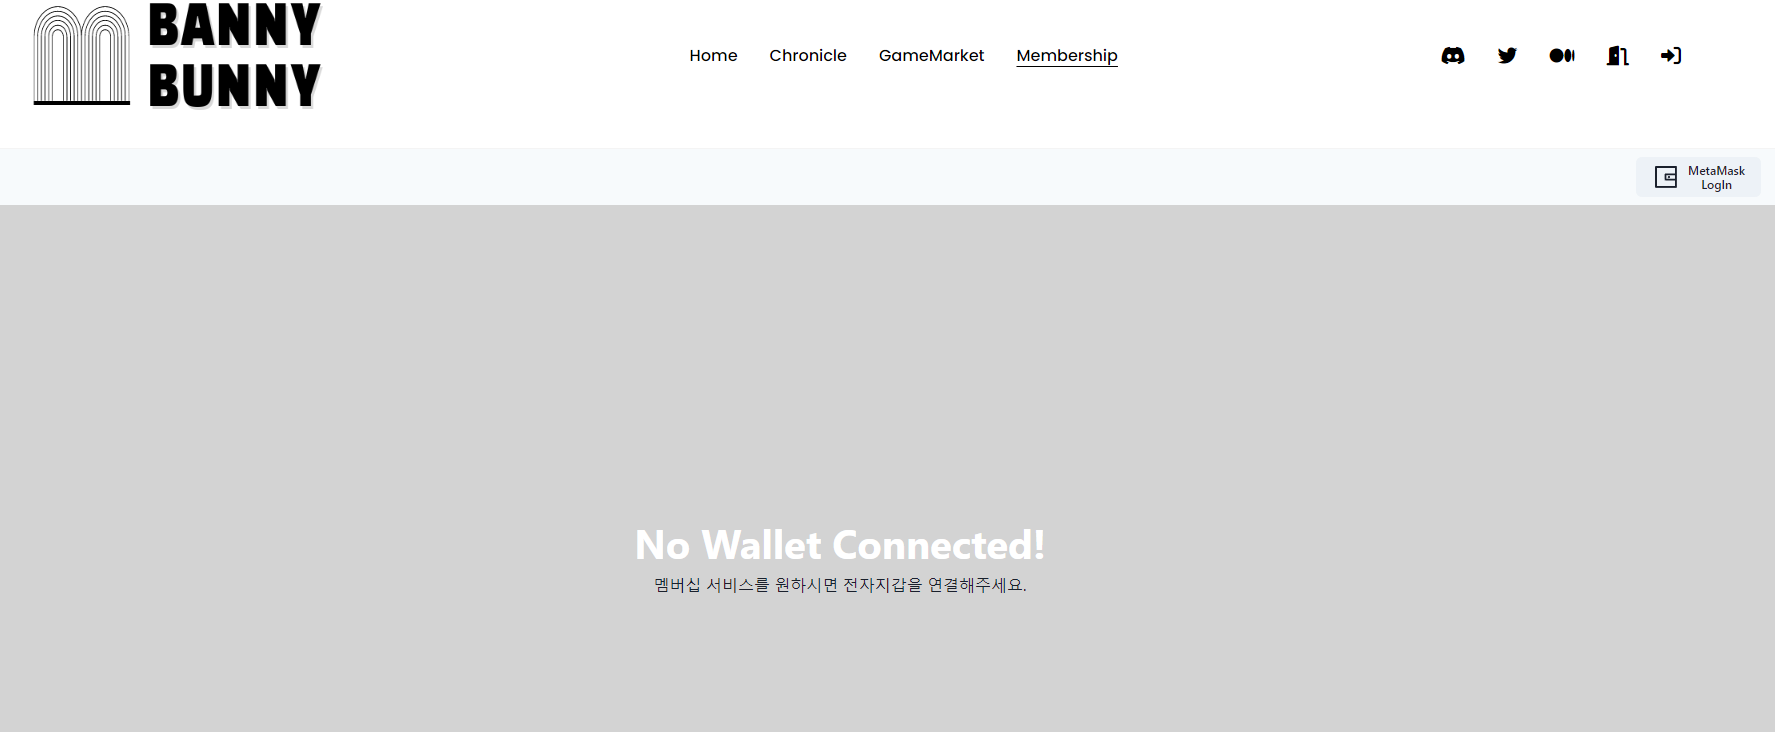 BANNY
BUNNY
Home Chronicle GameMarket Membership
MetaMask
LogIn
No Wallet Connected!
멤버십 서비스를 원하시면 전자지갑을 연결해주세요.